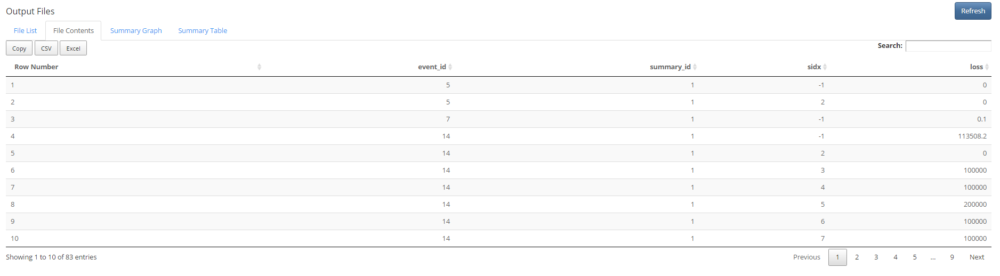 Output Files
Refresh
File List File Contents Summary Graph Summary Table
Copy CSV Excel Search:
Row Number event_id summary_id sidx loss
1 5 1 -1 0
2 5 1 2 0
3 7 1 -1 0.1
4 14 1 -1 113508.2
5 14 1 2 0
6 14 1 3 100000
7 14 1 4 100000
8 14 1 5 200000
9 14 1 6 100000
10 14 1 7 100000
Showing 1 to 10 of 83 entries Previous 1 2 3 4 5 ... 9 Next